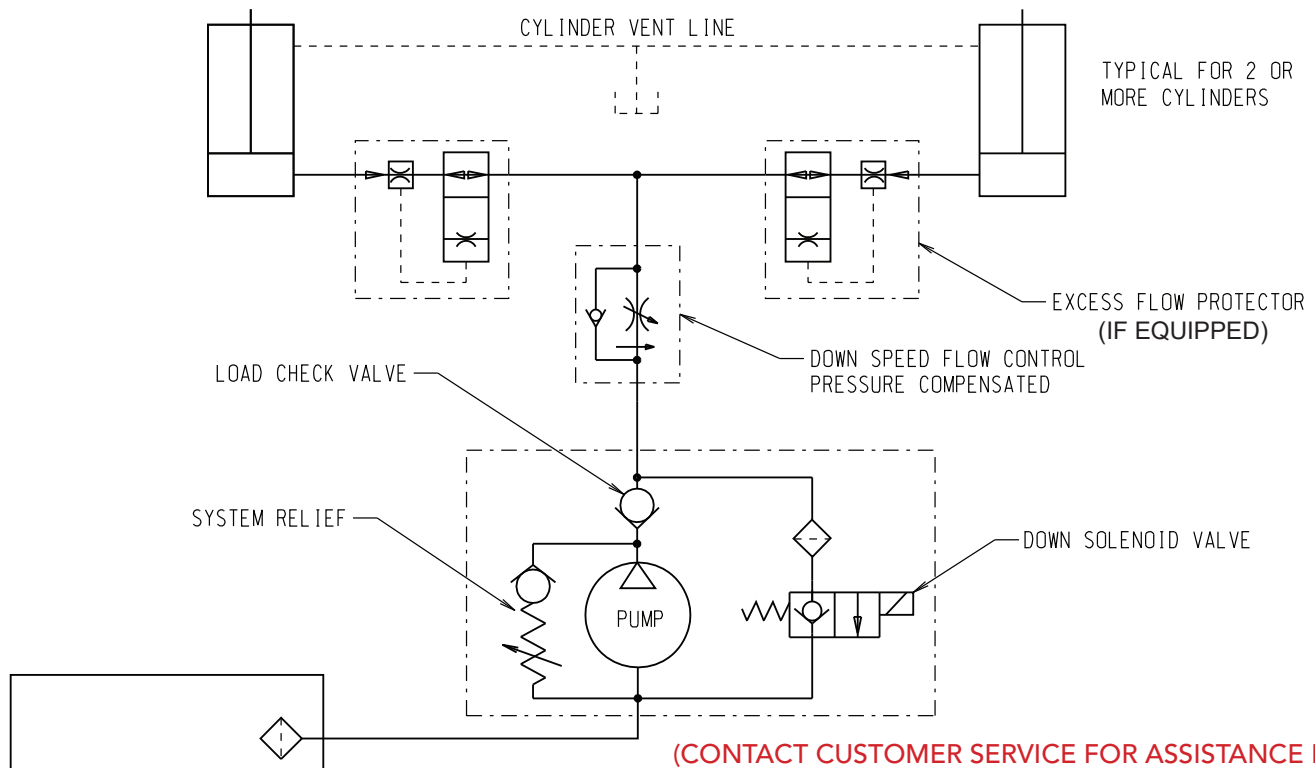 CYLINDER VENT LINE
TYPICAL FOR 2 OR
MORE CYLINDERS
EXCESS FLOW PROTECTOR
(IF EQUIPPED)
DOWN SPEED FLOW CONTROL
PRESSURE COMPENSATED
LOAD CHECK VALVE
SYSTEM RELIEF
DOWN SOLENOID VALVE
PUMP
(CONTACT CUSTOMER SERVICE FOR ASSISTANCE